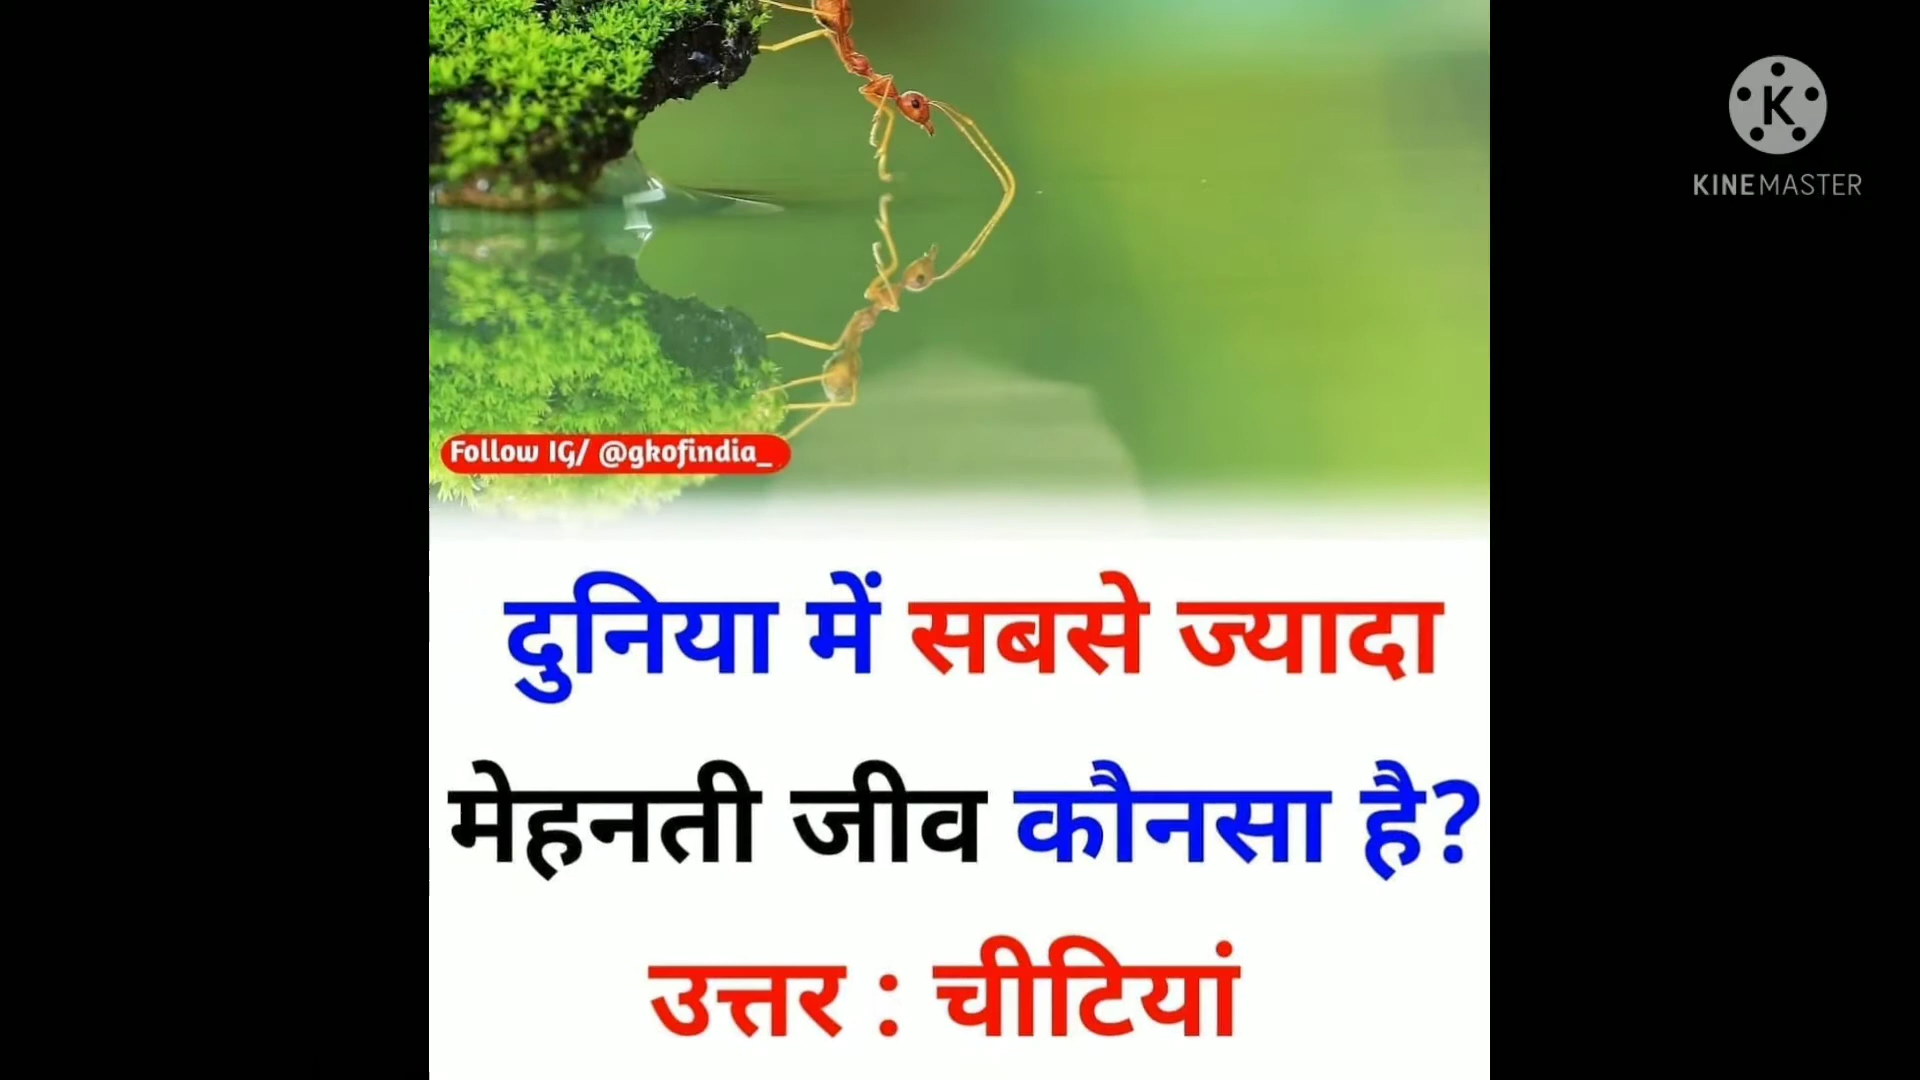 K
KINEMASTER
Follow IG/ @gkofindia_
दुनिया में सबसे ज्यादा
मेहनती जीव कौनसा है?
उत्तर : चीटियां